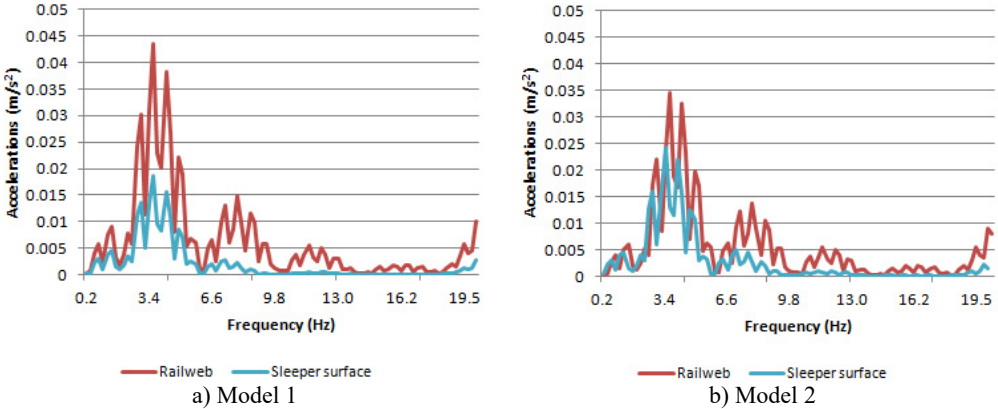 0.05
0.045
0.04
0.035
0.03
0.025
0.02
0.015
0.01
0.005
0
Accelerations (m/s²)
0.2 3.4 6.6 9.8 13.0 16.2 19.5
Frequency (Hz)
Railweb Sleeper surface
a) Model 1
0.05
0.045
0.04
0.035
0.03
0.025
0.02
0.015
0.01
0.005
0
Accelerations (m/s²)
0.2 3.4 6.6 9.8 13.0 16.2 19.5
Frequency (Hz)
Railweb Sleeper surface
b) Model 2